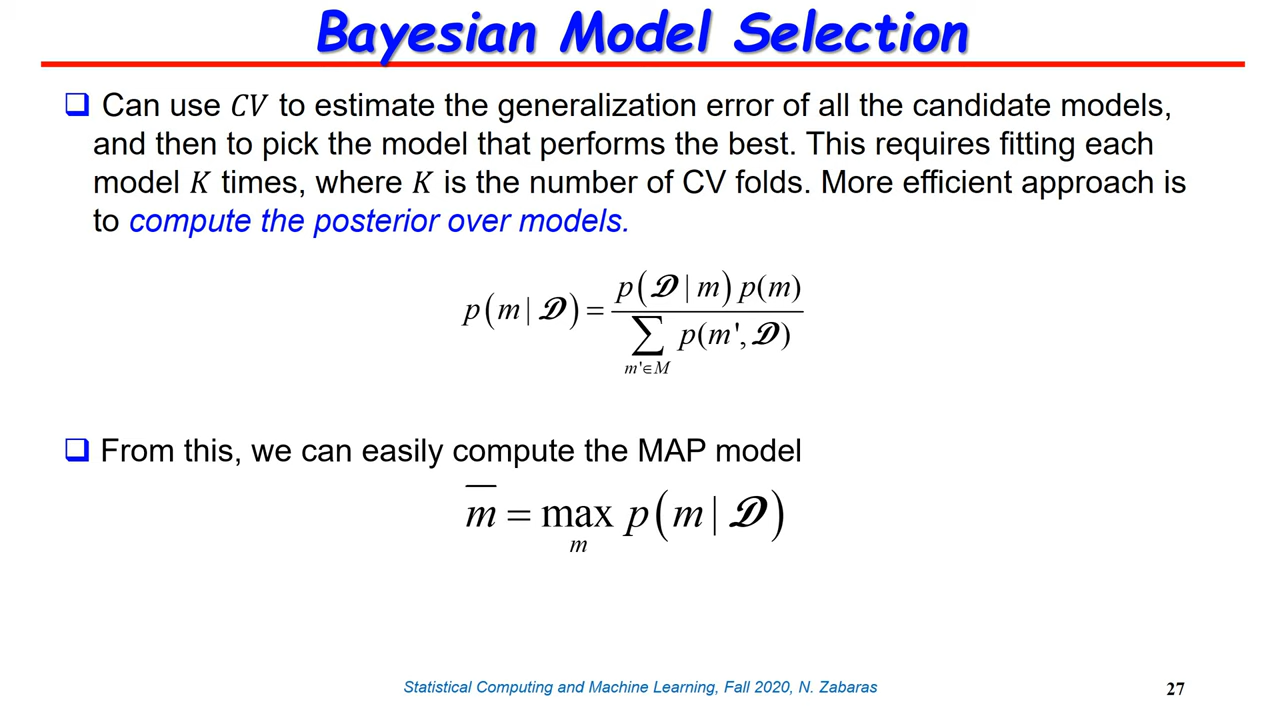 Bayesian Model Selection
❑ Can use 𝐶𝑉 to estimate the generalization error of all the candidate models,
and then to pick the model that performs the best. This requires fitting each
model 𝐾 times, where 𝐾 is the number of CV folds. More efficient approach is
to compute the posterior over models.
p(m | 𝓓) = p(𝓓 | m) p(m) / ∑_{m'∈M} p(m', 𝓓)
❑ From this, we can easily compute the MAP model
m̅ = max_m p(m | 𝓓)
Statistical Computing and Machine Learning, Fall 2020, N. Zabaras
27